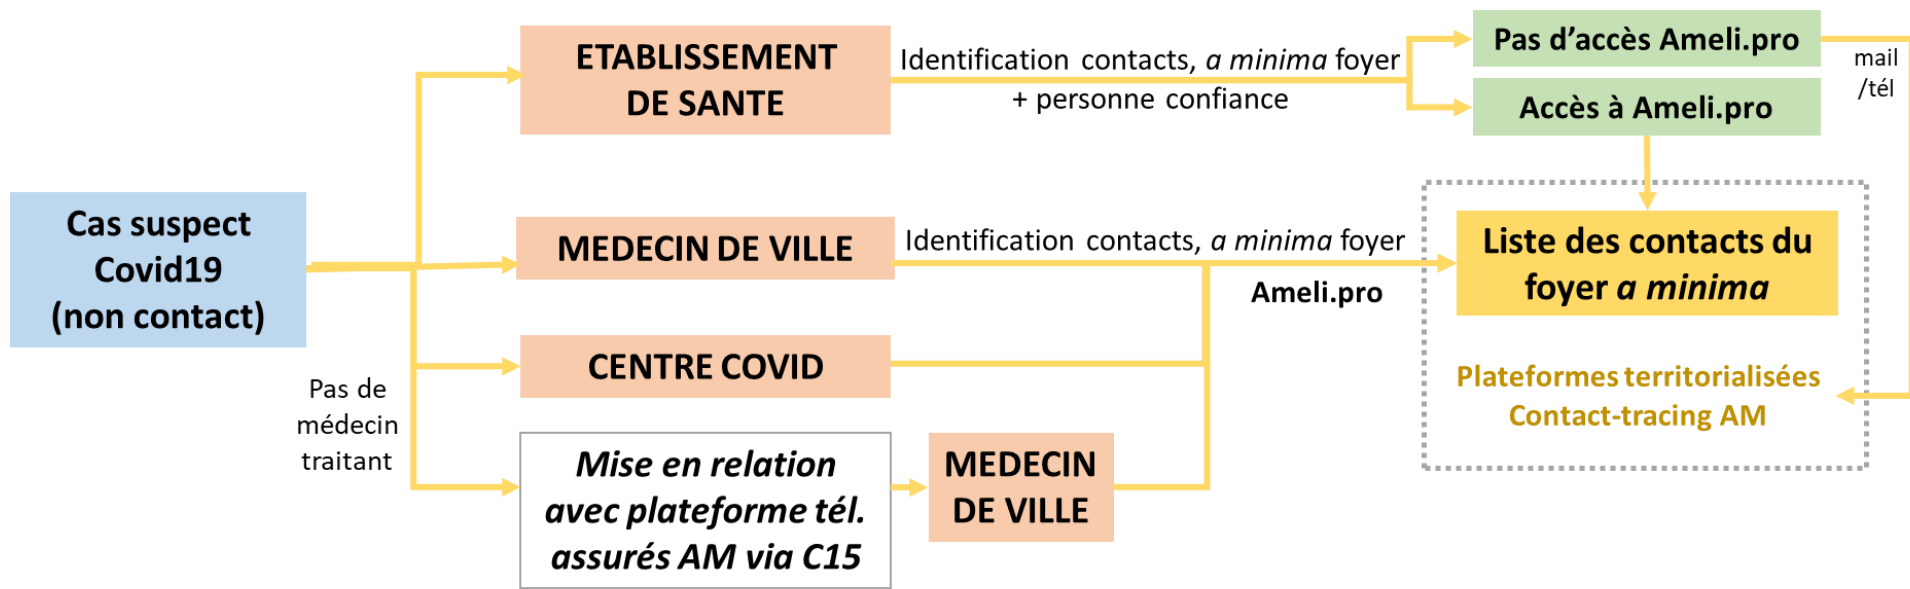 Cas suspect
Covid19
(non contact)
Pas de
médecin
traitant
ETABLISSEMENT
DE SANTE
Identification contacts, a minima foyer
+ personne confiance
Pas d’accès Ameli.pro
mail
/tél
Accès à Ameli.pro
MEDECIN DE VILLE
Identification contacts, a minima foyer
Ameli.pro
Liste des contacts du
foyer a minima
CENTRE COVID
Plateformes territorialisées
Contact-tracing AM
Mise en relation
avec plateforme tél.
assurés AM via C15
MEDECIN
DE VILLE